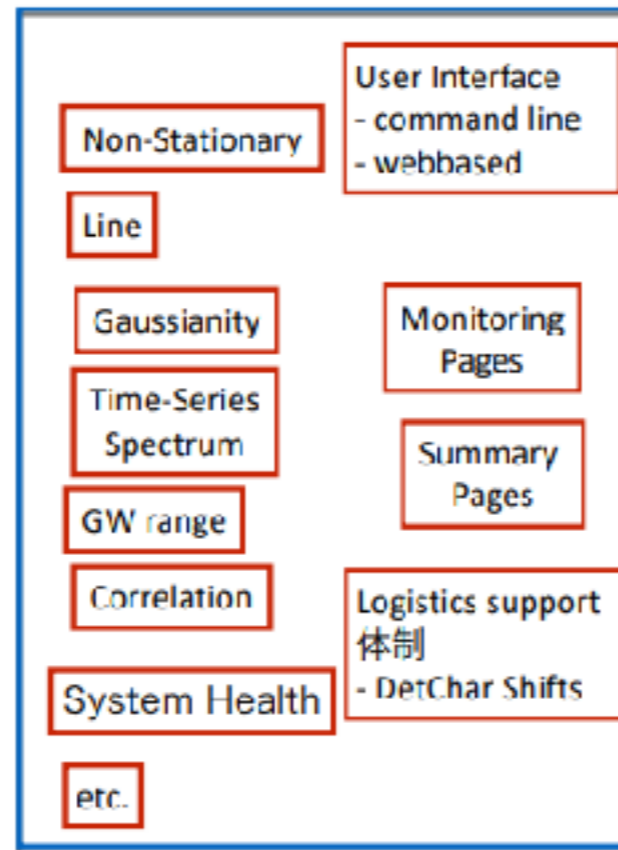 Non-Stationary
Line
Gaussianity
Time-Series
Spectrum
GW range
Correlation
System Health
etc.
User Interface
- command line
- webbased
Monitoring
Pages
Summary
Pages
Logistics support
体制
- DetChar Shifts